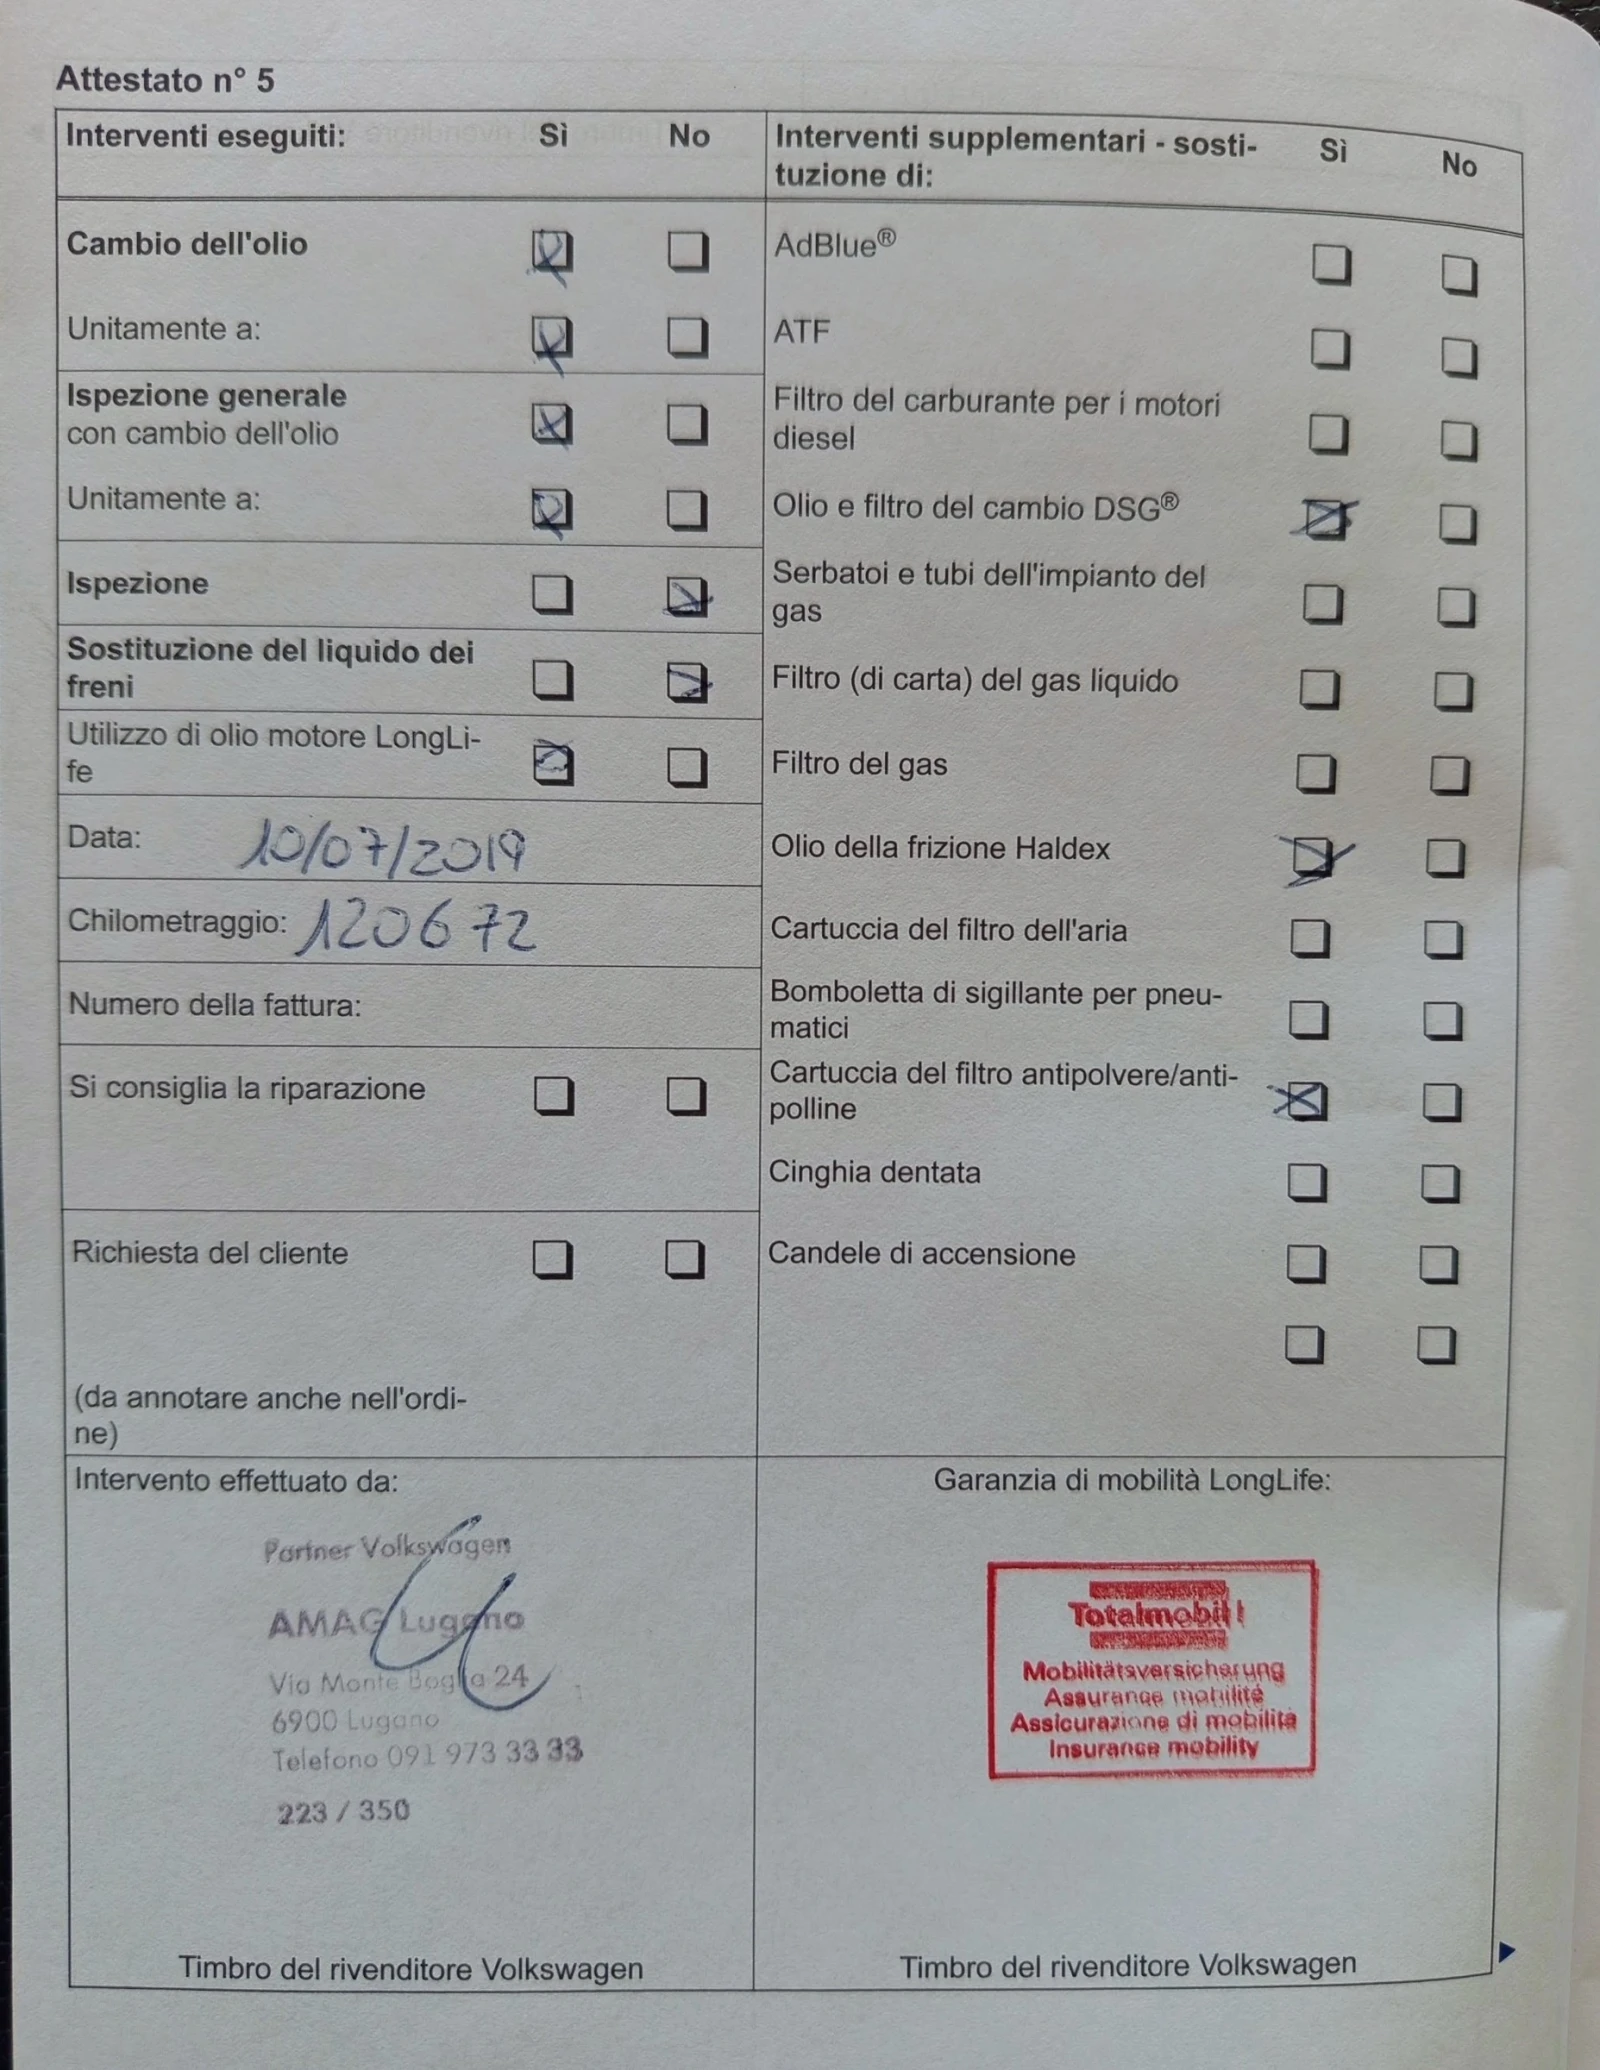 Attestato n° 5
Interventi eseguiti: Sì No
Cambio dell'olio
Unitamente a:
Ispezione generale
con cambio dell'olio
Unitamente a:
Ispezione
Sostituzione del liquido dei
freni
Utilizzo di olio motore LongLi-
fe
Data: 10/07/2019
Chilometraggio: 120672
Numero della fattura:
Si consiglia la riparazione
Richiesta del cliente
(da annotare anche nell'ordi-
ne)
Interventi supplementari - sosti- Sì No
tuzione di:
AdBlue®
ATF
Filtro del carburante per i motori
diesel
Olio e filtro del cambio DSG®
Serbatoi e tubi dell'impianto del
gas
Filtro (di carta) del gas liquido
Filtro del gas
Olio della frizione Haldex
Cartuccia del filtro dell'aria
Bomboletta di sigillante per pneu-
matici
Cartuccia del filtro antipolvere/anti-
polline
Cinghia dentata
Candele di accensione
Intervento effettuato da:
Partner Volkswagen
AMAG Lugano
Via Monte Boglia 24
6900 Lugano
Telefono 091 973 33 33
223 / 350
Timbro del rivenditore Volkswagen
Garanzia di mobilità LongLife:
Totalmobil!
Mobilitätsversicherung
Assurance mobilité
Assicurazione di mobilità
Insurance mobility
Timbro del rivenditore Volkswagen